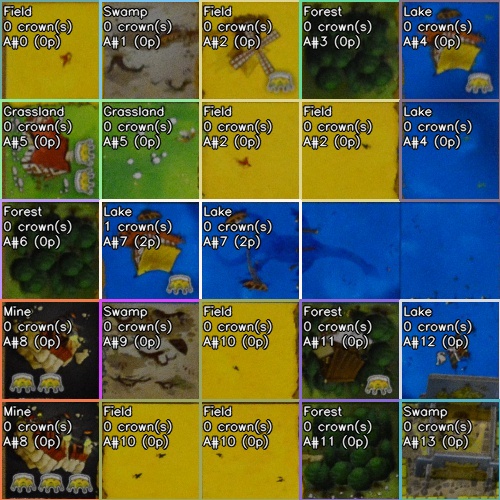 Field
0 crown(s)
A#0 (0p)
Swamp
0 crown(s)
A#1 (0p)
Field
0 crown(s)
A#2 (0p)
Forest
0 crown(s)
A#3 (0p)
Lake
0 crown(s)
A#4 (0p)
Grassland
0 crown(s)
A#5 (0p)
Grassland
0 crown(s)
A#5 (0p)
Field
0 crown(s)
A#2 (0p)
Field
0 crown(s)
A#2 (0p)
Lake
0 crown(s)
A#4 (0p)
Forest
0 crown(s)
A#6 (0p)
Lake
1 crown(s)
A#7 (2p)
Lake
0 crown(s)
A#7 (2p)
Mine
0 crown(s)
A#8 (0p)
Swamp
0 crown(s)
A#9 (0p)
Field
0 crown(s)
A#10 (0p)
Forest
0 crown(s)
A#11 (0p)
Lake
0 crown(s)
A#12 (0p)
Mine
0 crown(s)
A#8 (0p)
Field
0 crown(s)
A#10 (0p)
Field
0 crown(s)
A#10 (0p)
Forest
0 crown(s)
A#11 (0p)
Swamp
0 crown(s)
A#13 (0p)